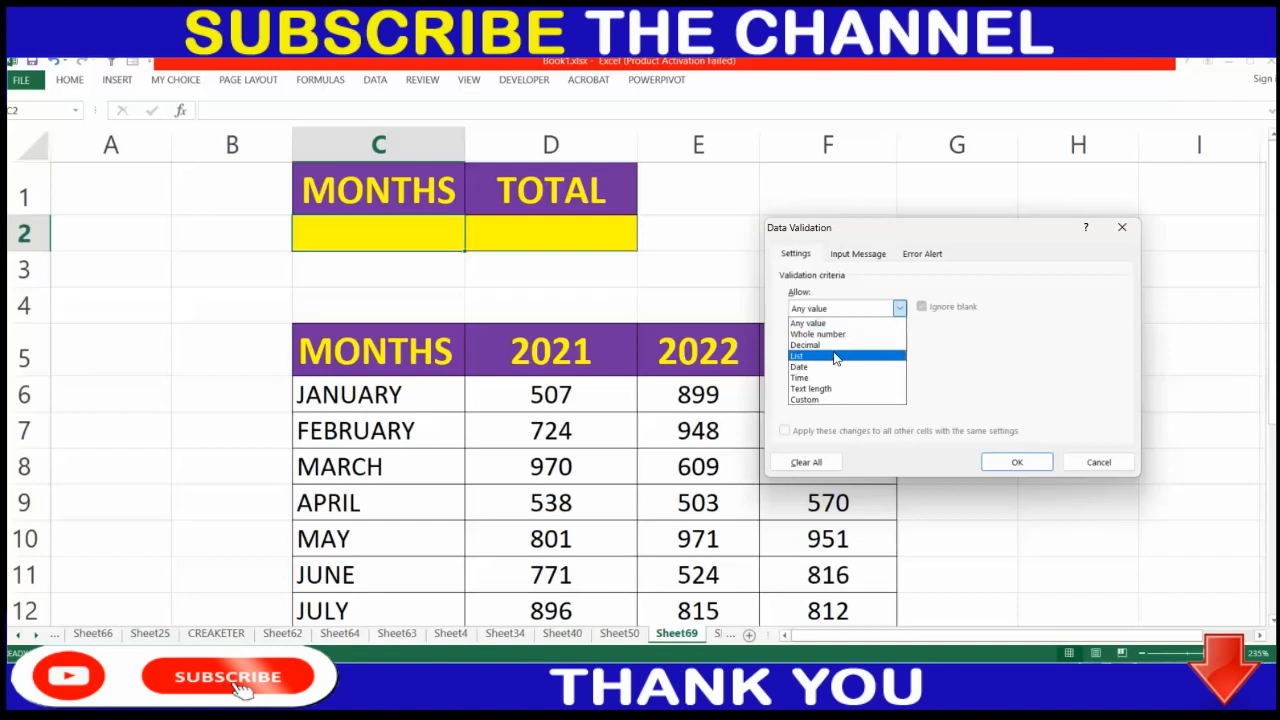 SUBSCRIBE THE CHANNEL
Book1.xlsx - Excel (Product Activation Failed)
FILE HOME INSERT MY CHOICE PAGE LAYOUT FORMULAS DATA REVIEW VIEW DEVELOPER ACROBAT POWERPIVOT Sign
C2 fx
A B C D E F G H I
1 MONTHS TOTAL
2
3
4
5 MONTHS 2021 2022
6 JANUARY 507 899
7 FEBRUARY 724 948
8 MARCH 970 609
9 APRIL 538 503 570
10 MAY 801 971 951
11 JUNE 771 524 816
12 JULY 896 815 812
Data Validation ?
Settings Input Message Error Alert
Validation criteria
Allow:
Any value Ignore blank
Any value
Whole number
Decimal
List
Date
Time
Text length
Custom
Apply these changes to all other cells with the same settings
Clear All OK Cancel
... Sheet66 Sheet25 CREAKETER Sheet62 Sheet64 Sheet63 Sheet4 Sheet34 Sheet40 Sheet50 Sheet69 ...
235%
SUBSCRIBE
THANK YOU